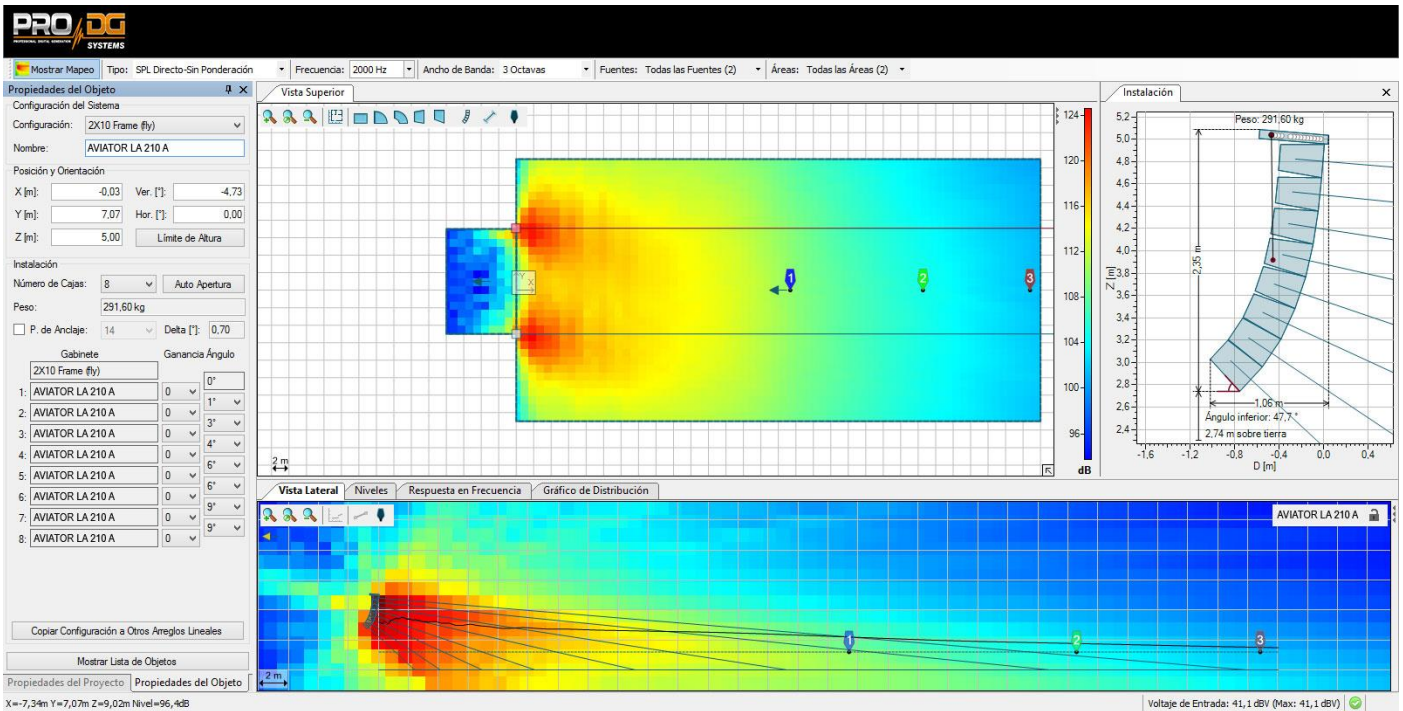 PRO DG
PROFESSIONAL DIGITAL GENERATION
SYSTEMS
Mostrar Mapeo Tipo: SPL Directo-Sin Ponderación Frecuencia: 2000 Hz Ancho de Banda: 3 Octavas Fuentes: Todas las Fuentes (2) Áreas: Todas las Áreas (2)
Propiedades del Objeto
Configuración del Sistema
Configuración: 2X10 Frame (fly)
Nombre: AVIATOR LA 210 A
Posición y Orientación
X [m]: -0,03 Ver. [°]: -4,73
Y [m]: 7,07 Hor. [°]: 0,00
Z [m]: 5,00 Límite de Altura
Instalación
Número de Cajas: 8 Auto Apertura
Peso: 291,60 kg
P. de Anclaje: 14 Delta [°]: 0,70
Gabinete Ganancia Ángulo
2X10 Frame (fly)
0°
1: AVIATOR LA 210 A 0
1°
2: AVIATOR LA 210 A 0
3°
3: AVIATOR LA 210 A 0
4°
4: AVIATOR LA 210 A 0
6°
5: AVIATOR LA 210 A 0
6°
6: AVIATOR LA 210 A 0
9°
7: AVIATOR LA 210 A 0
9°
8: AVIATOR LA 210 A 0
Copiar Configuración a Otros Arreglos Lineales
Mostrar Lista de Objetos
Propiedades del Proyecto Propiedades del Objeto
X=-7,34m Y=7,07m Z=9,02m Nivel=96,4dB
Vista Superior
Y
X
1
2
3
2 m
124
120
116
112
108
104
100
96
dB
Instalación
Peso: 291,60 kg
5,2
5,0
4,8
4,6
4,4
4,2
4,0
3,8
3,6
3,4
3,2
3,0
2,8
2,6
2,4
Z [m]
2,35 m
1,06 m
Ángulo inferior: 47,7 °
2,74 m sobre tierra
-1,6 -1,2 -0,8 -0,4 0,0 0,4
D [m]
Vista Lateral Niveles Respuesta en Frecuencia Gráfico de Distribución
AVIATOR LA 210 A
1
2
3
2 m
Voltaje de Entrada: 41,1 dBV (Max: 41,1 dBV)